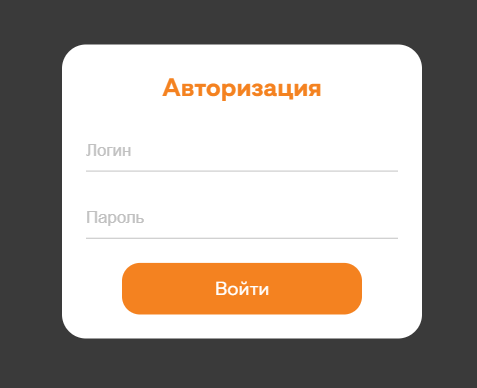 Авторизация
Логин
Пароль
Войти